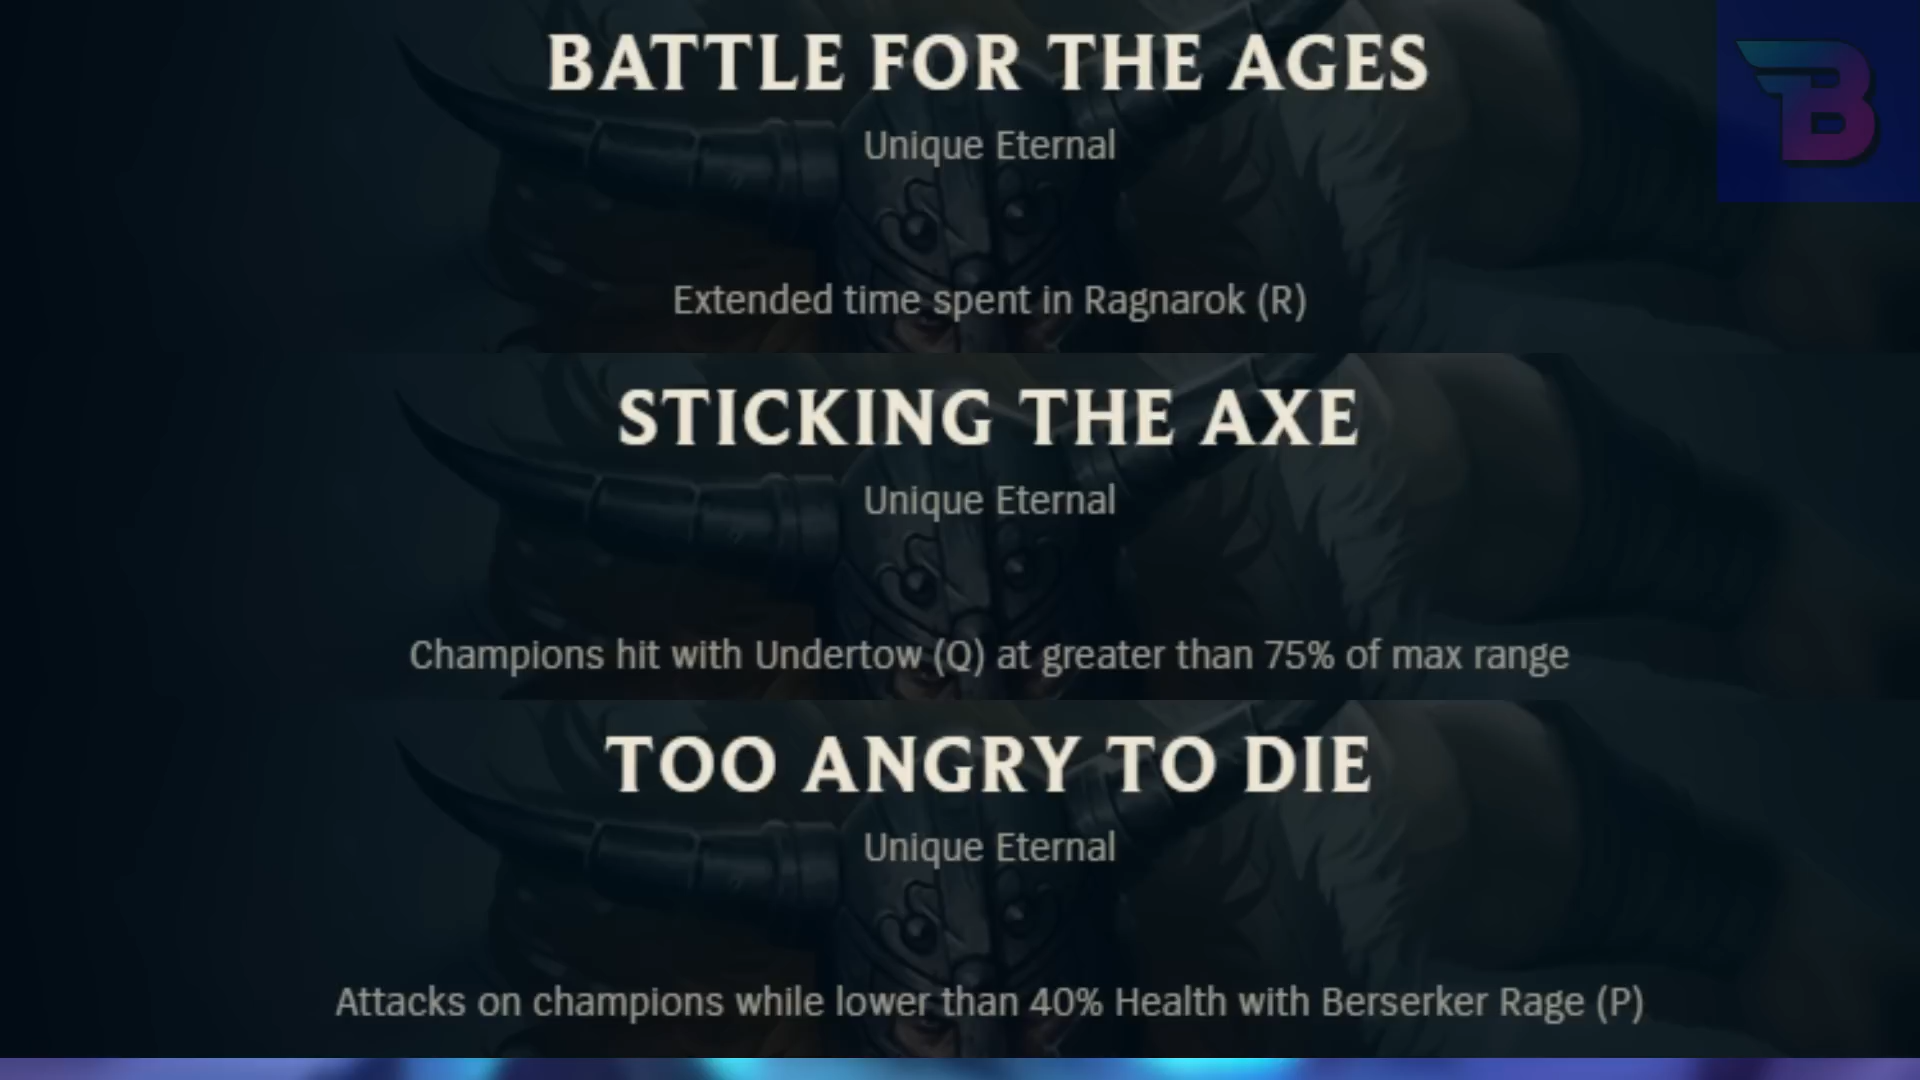 BATTLE FOR THE AGES
Unique Eternal
Extended time spent in Ragnarok (R)
STICKING THE AXE
Unique Eternal
Champions hit with Undertow (Q) at greater than 75% of max range
TOO ANGRY TO DIE
Unique Eternal
Attacks on champions while lower than 40% Health with Berserker Rage (P)
B